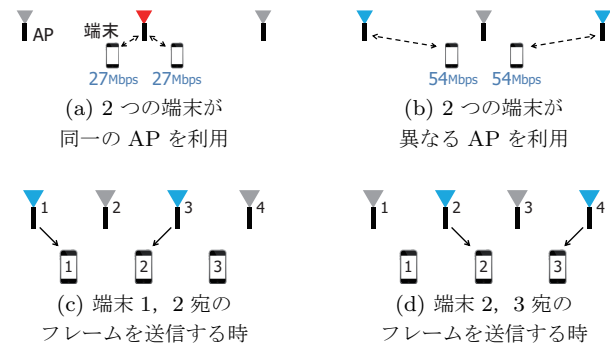 AP 端末
27Mbps 27Mbps
(a) 2 つの端末が
同一の AP を利用
54Mbps 54Mbps
(b) 2 つの端末が
異なる AP を利用
1 2 3 4
1 2 3
(c) 端末 1，2 宛の
フレームを送信する時
1 2 3 4
1 2 3
(d) 端末 2，3 宛の
フレームを送信する時